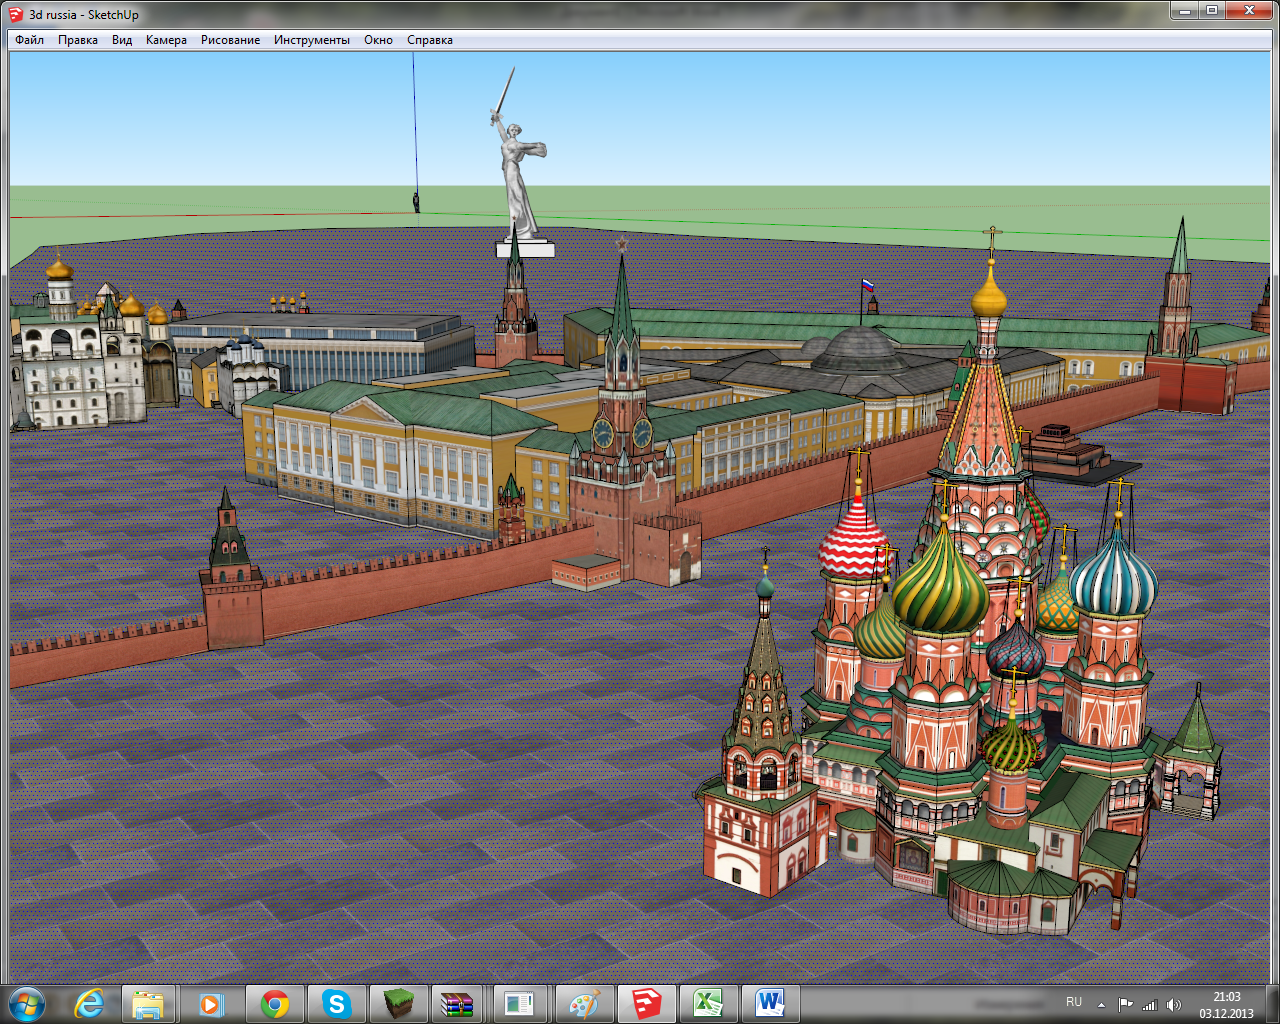 3d russia - SketchUp
Файл Правка Вид Камера Рисование Инструменты Окно Справка
RU
21:03
03.12.2013